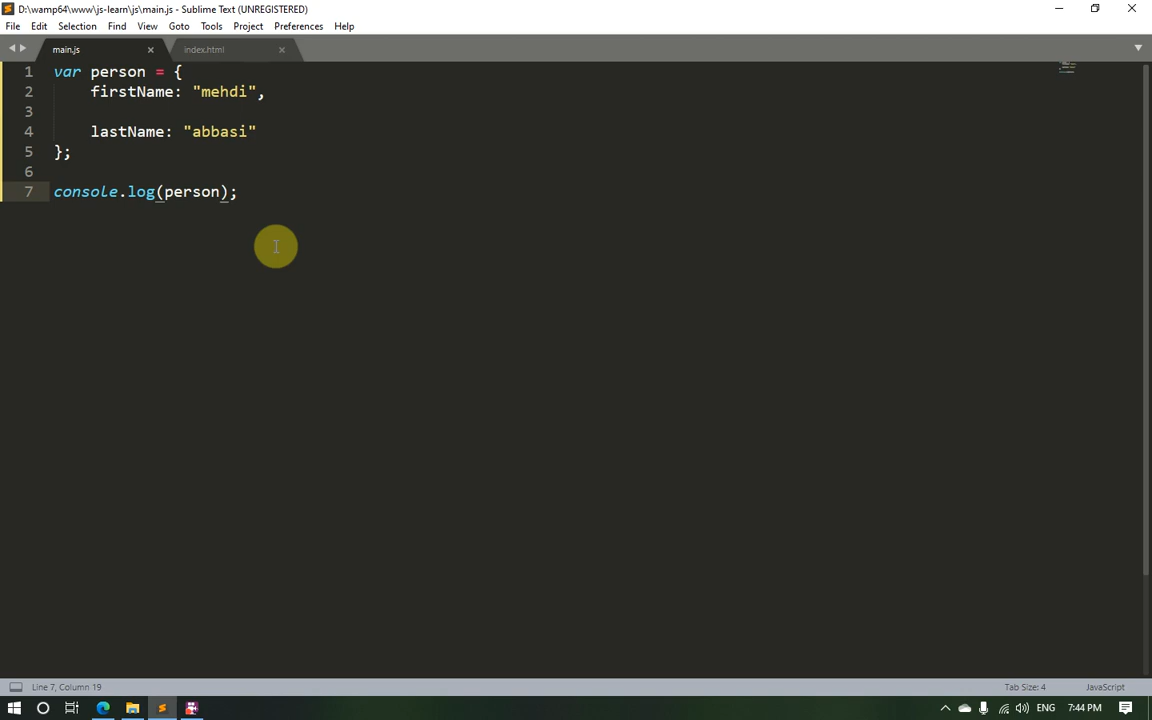 D:\wamp64\www\js-learn\js\main.js - Sublime Text (UNREGISTERED)
File Edit Selection Find View Goto Tools Project Preferences Help
main.js index.html
1 var person = {
2 firstName: "mehdi",
3
4 lastName: "abbasi"
5 };
6
7 console.log(person);
Line 7, Column 19 Tab Size: 4 JavaScript
ENG 7:44 PM